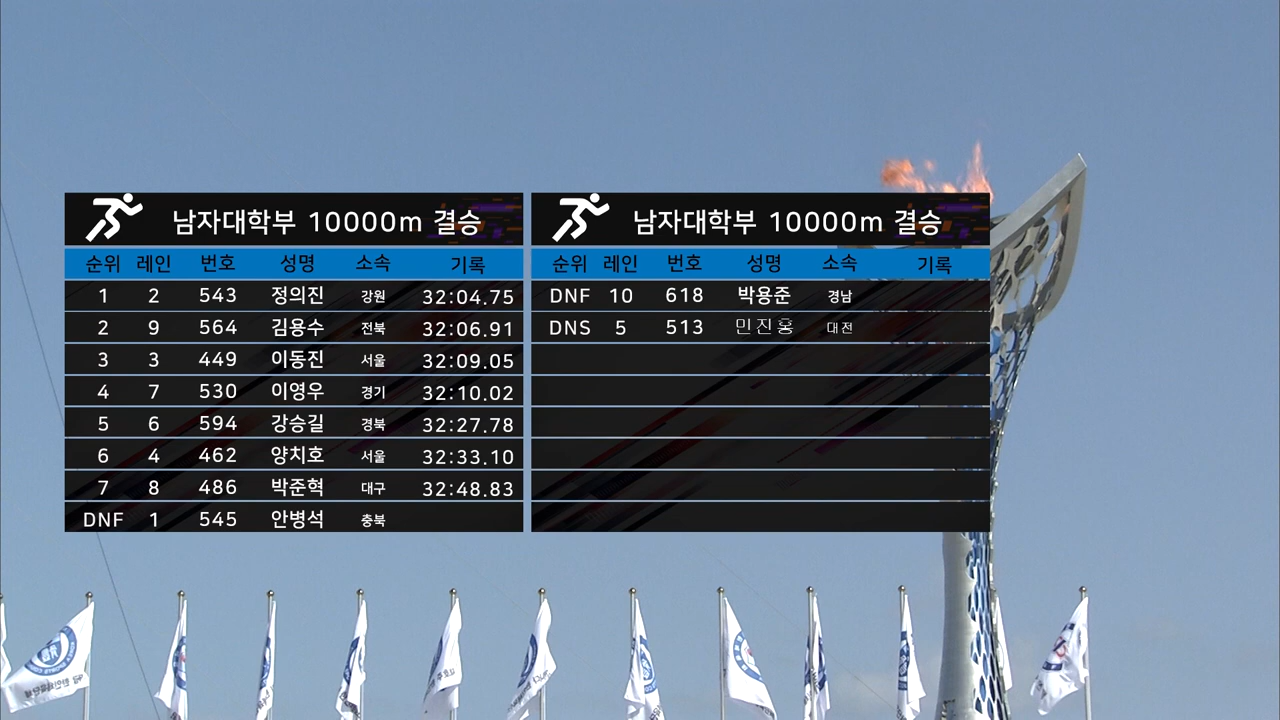 남자대학부 10000m 결승
순위 레인 번호 성명 소속 기록
1 2 543 정의진 강원 32:04.75
2 9 564 김용수 전북 32:06.91
3 3 449 이동진 서울 32:09.05
4 7 530 이영우 경기 32:10.02
5 6 594 강승길 경북 32:27.78
6 4 462 양치호 서울 32:33.10
7 8 486 박준혁 대구 32:48.83
DNF 1 545 안병석 충북
남자대학부 10000m 결승
순위 레인 번호 성명 소속 기록
DNF 10 618 박용준 경남
DNS 5 513 민진홍 대전